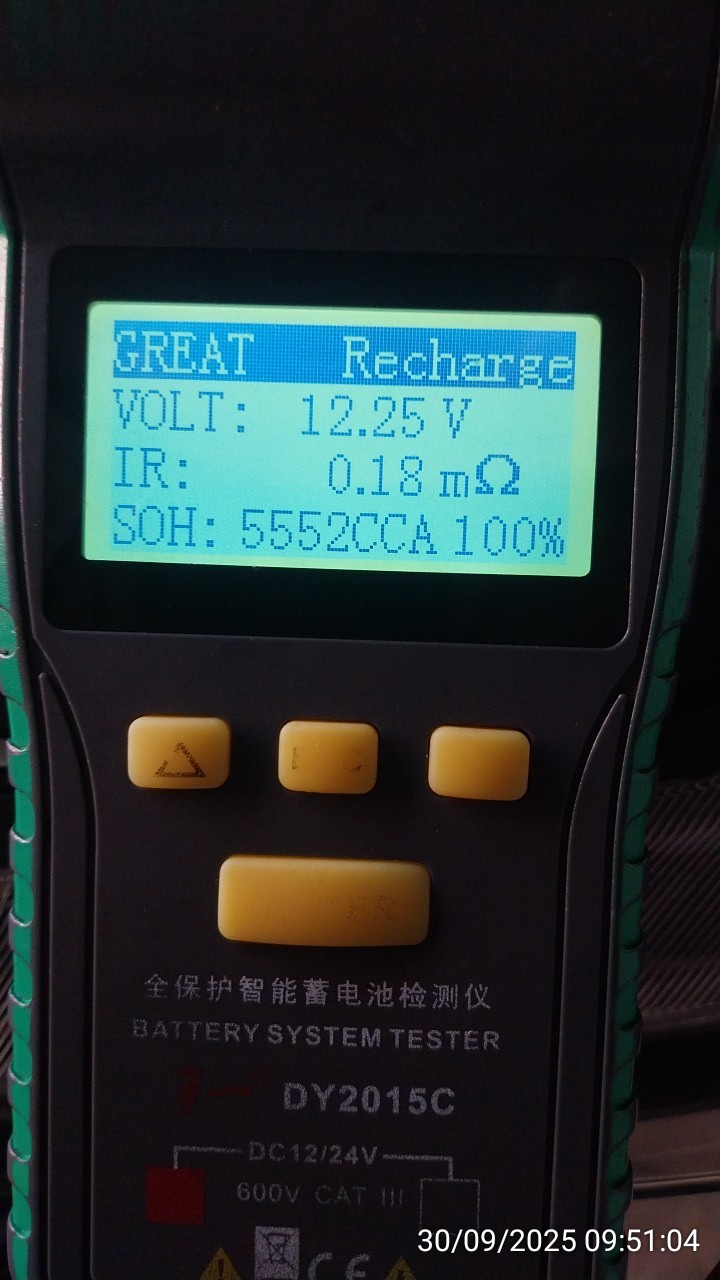 GREAT Recharge
VOLT: 12.25 V
IR: 0.18 mΩ
SOH: 5552CCA 100%
全保护智能蓄电池检测仪
BATTERY SYSTEM TESTER
DY2015C
DC12/24V
600V CAT III
CE
30/09/2025 09:51:04